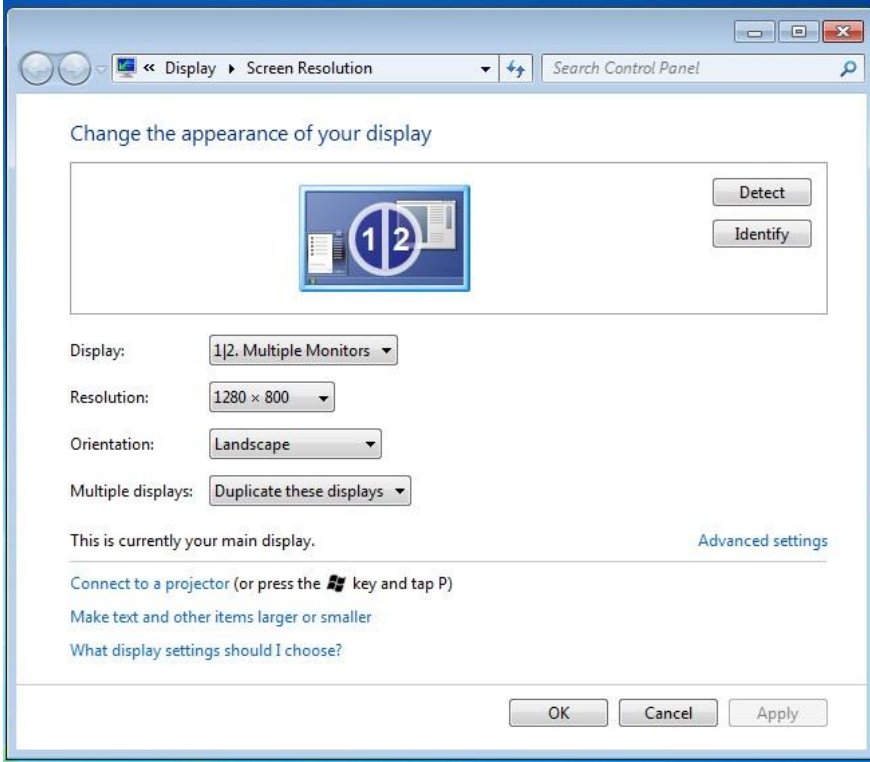 « Display ▸ Screen Resolution
Search Control Panel
Change the appearance of your display
1 2
Detect
Identify
Display: 1|2. Multiple Monitors
Resolution: 1280 × 800
Orientation: Landscape
Multiple displays: Duplicate these displays
This is currently your main display. Advanced settings
Connect to a projector (or press the key and tap P)
Make text and other items larger or smaller
What display settings should I choose?
OK Cancel Apply